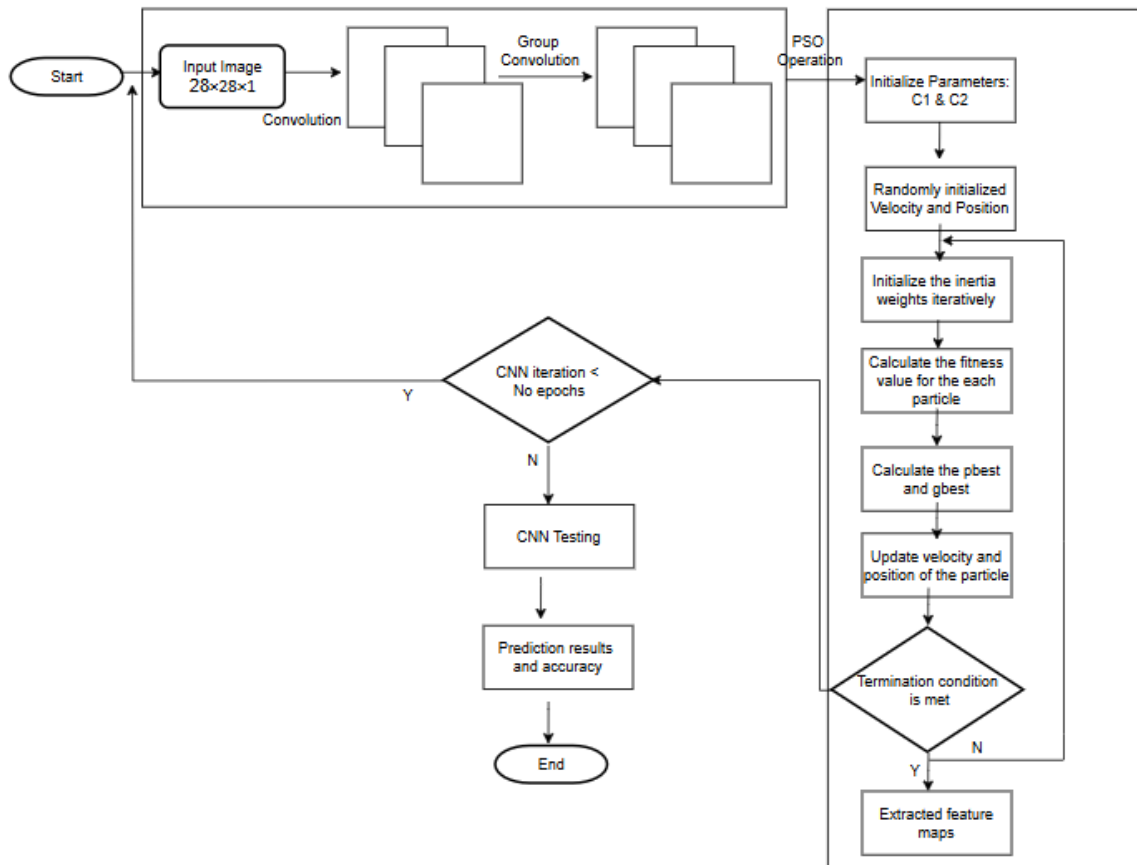 Start
Input Image
28×28×1
Convolution
Group
Convolution
PSO
Operation
Initialize Parameters:
C1 & C2
Randomly initialized
Velocity and Position
Initialize the inertia
weights iteratively
Calculate the fitness
value for the each
particle
Calculate the pbest
and gbest
Update velocity and
position of the particle
Termination condition
is met
N
Y
Extracted feature
maps
CNN iteration <
No epochs
Y
N
CNN Testing
Prediction results
and accuracy
End